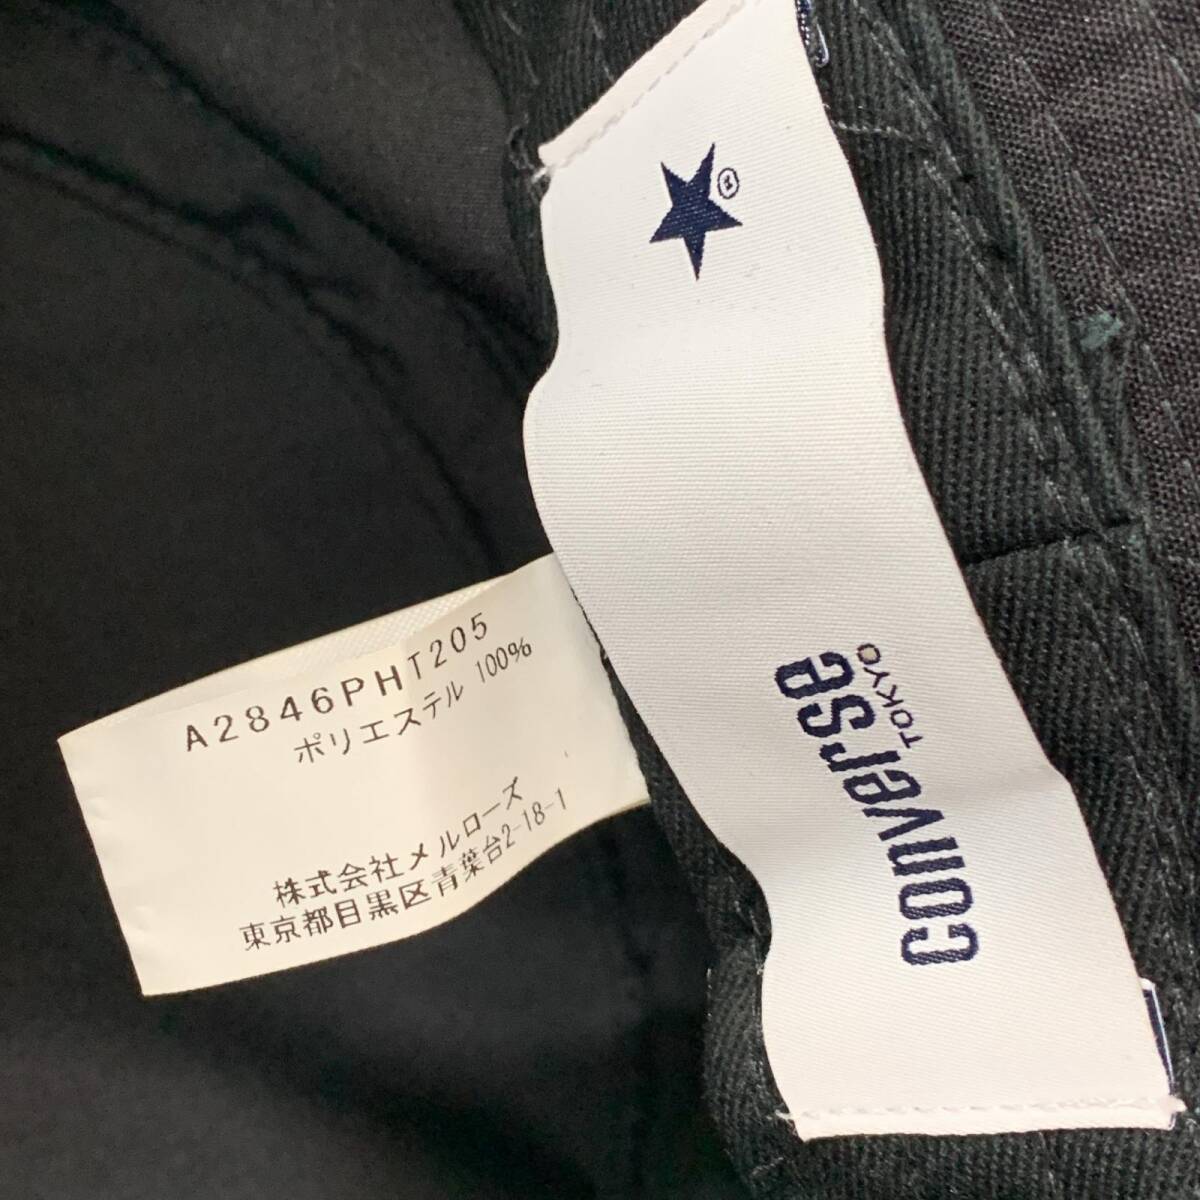 A2846PHT205
ポリエステル 100%
株式会社メルローズ
東京都目黒区青葉台2-18-1
®
converse
TOKYO